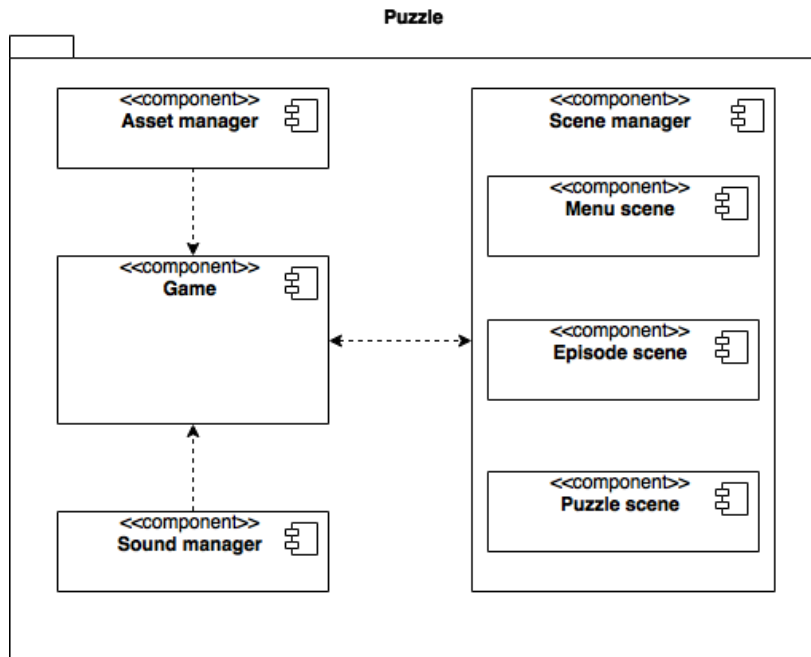 Puzzle
<<component>>
Asset manager
<<component>>
Game
<<component>>
Sound manager
<<component>>
Scene manager
<<component>>
Menu scene
<<component>>
Episode scene
<<component>>
Puzzle scene